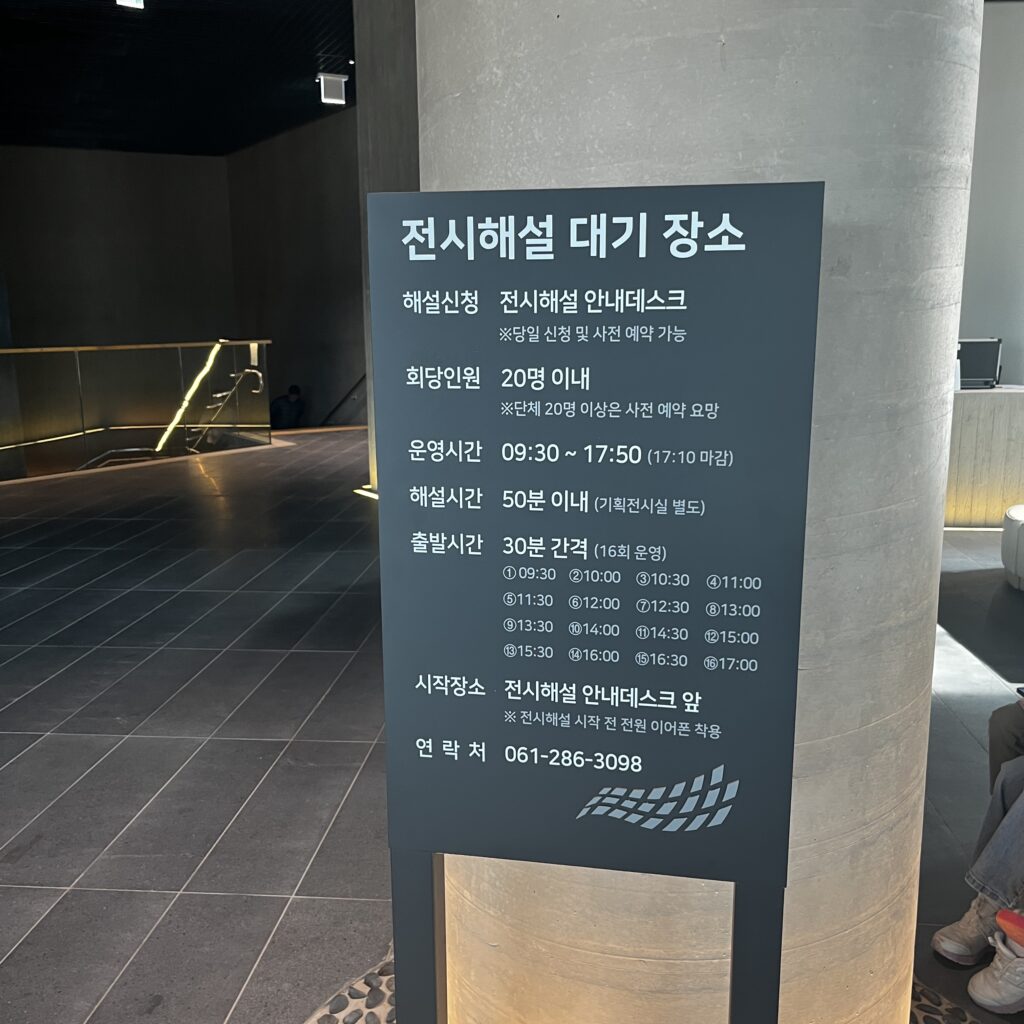 전시해설 대기 장소
해설신청 전시해설 안내데스크
※당일 신청 및 사전 예약 가능
회당인원 20명 이내
※단체 20명 이상은 사전 예약 요망
운영시간 09:30 ~ 17:50 (17:10 마감)
해설시간 50분 이내 (기획전시실 별도)
출발시간 30분 간격 (16회 운영)
①09:30 ②10:00 ③10:30 ④11:00
⑤11:30 ⑥12:00 ⑦12:30 ⑧13:00
⑨13:30 ⑩14:00 ⑪14:30 ⑫15:00
⑬15:30 ⑭16:00 ⑮16:30 ⑯17:00
시작장소 전시해설 안내데스크 앞
※ 전시해설 시작 전 전원 이어폰 착용
연 락 처 061-286-3098